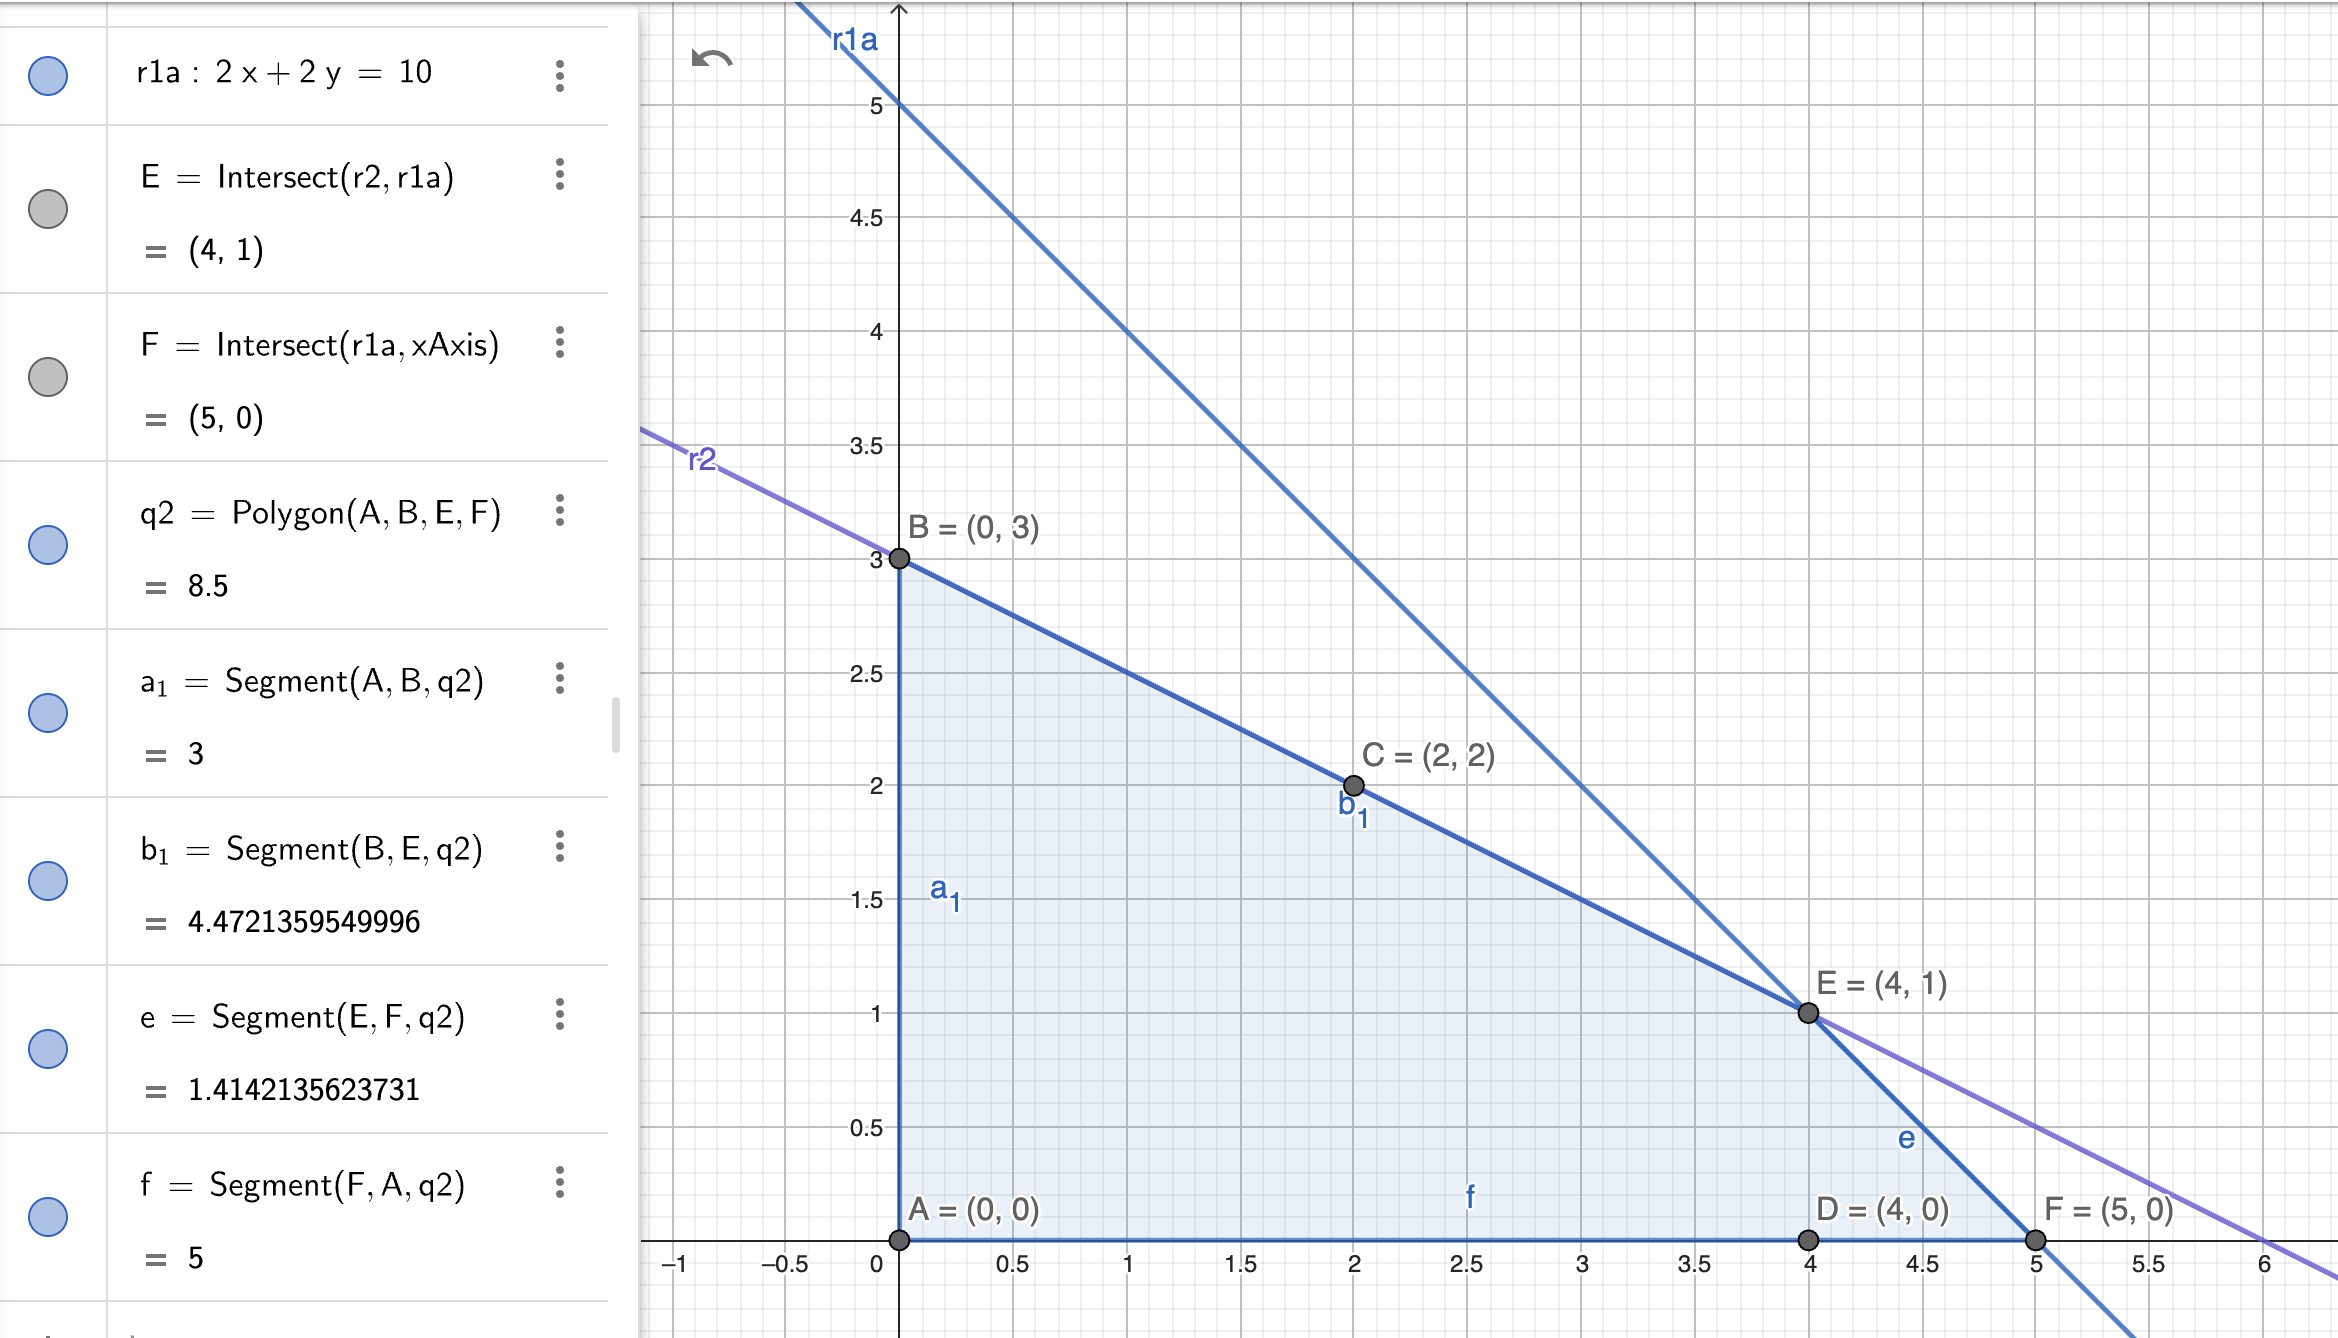 r1a : 2 x + 2 y = 10
E = Intersect(r2, r1a)
= (4, 1)
F = Intersect(r1a, xAxis)
= (5, 0)
q2 = Polygon(A, B, E, F)
= 8.5
a₁ = Segment(A, B, q2)
= 3
b₁ = Segment(B, E, q2)
= 4.4721359549996
e = Segment(E, F, q2)
= 1.4142135623731
f = Segment(F, A, q2)
= 5
r1a
5
4.5
4
3.5
r2
B = (0, 3)
3
2.5
C = (2, 2)
2
b₁
1.5
a₁
E = (4, 1)
1
0.5
e
f
A = (0, 0)
D = (4, 0)
F = (5, 0)
–1 –0.5 0 0.5 1 1.5 2 2.5 3 3.5 4 4.5 5 5.5 6